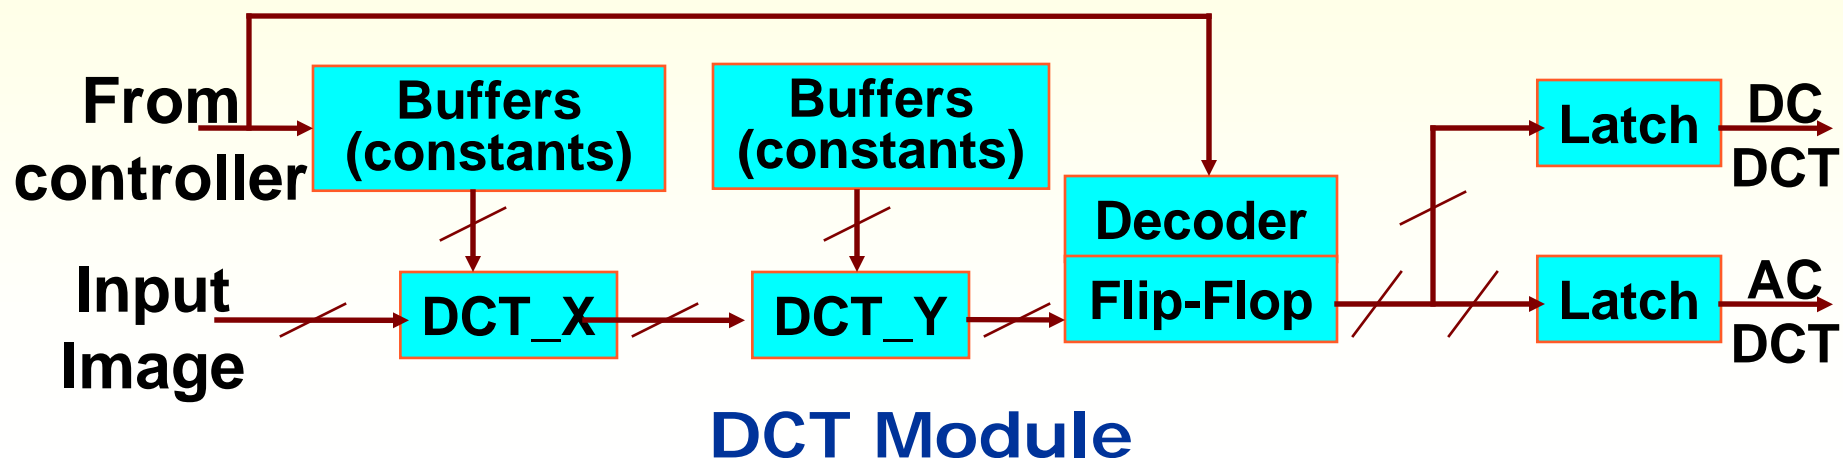 From
controller
Buffers
(constants)
Buffers
(constants)
Decoder
Flip-Flop
Latch
DC
DCT
Input
Image
DCT_X
DCT_Y
Latch
AC
DCT
DCT Module